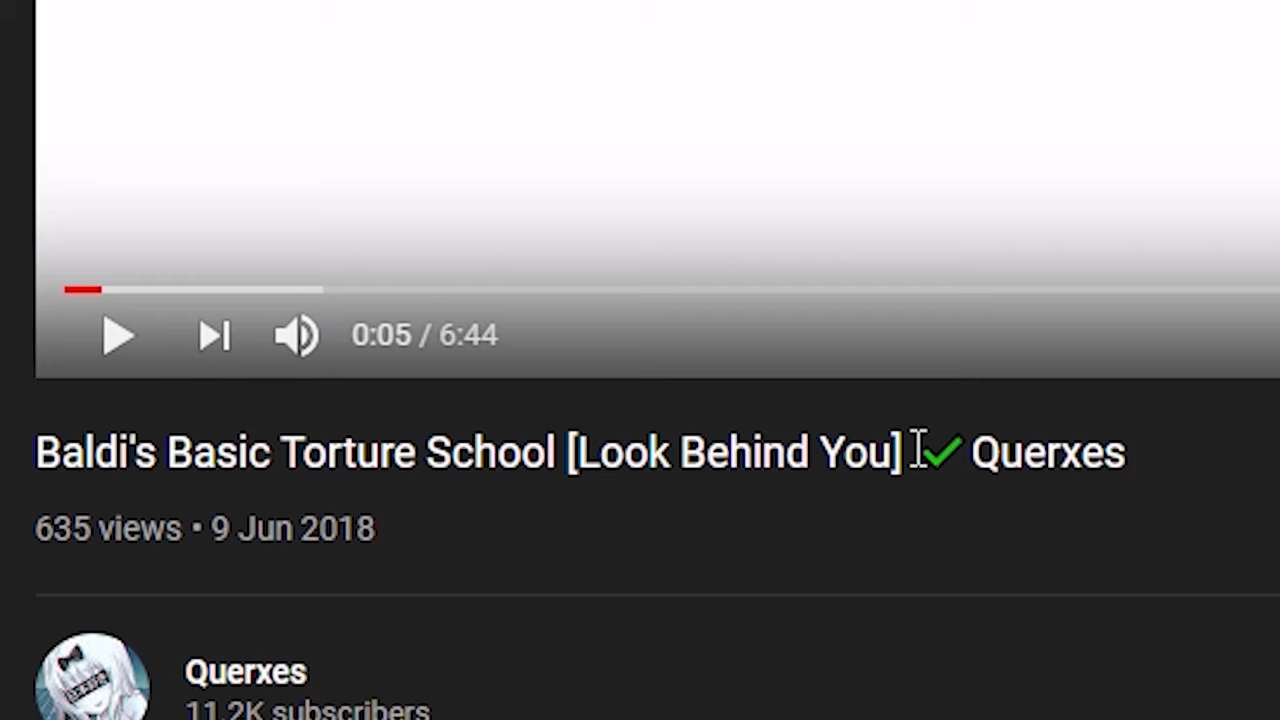 0:05 / 6:44
Baldi's Basic Torture School [Look Behind You] ✔ Querxes
635 views • 9 Jun 2018
Querxes
11.2K subscribers